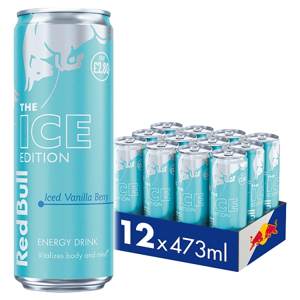 £2.80
THE
ICE
EDITION
Iced Vanilla Berry
Red Bull
ENERGY DRINK
Vitalizes body and mind®
12 x 473ml